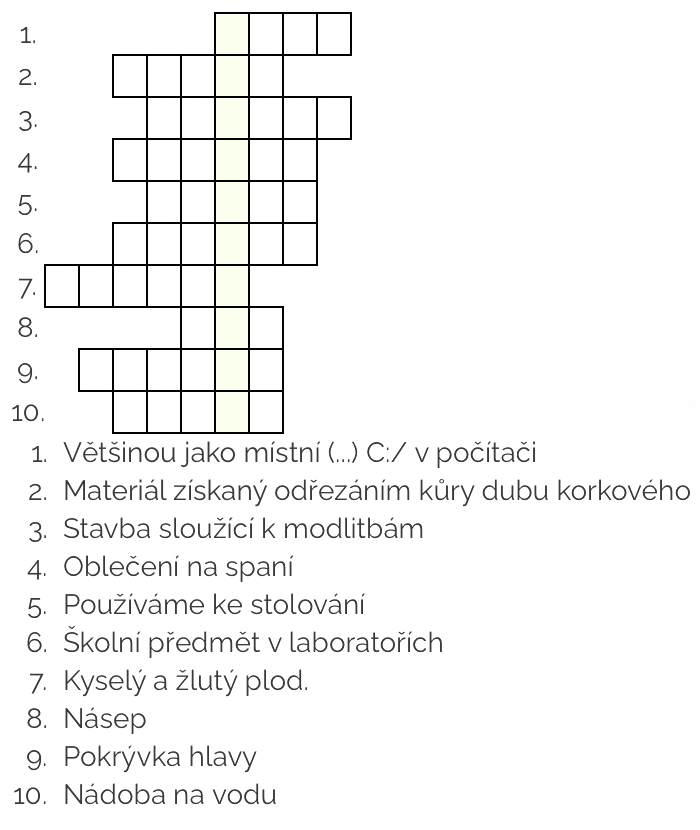 1.
2.
3.
4.
5.
6.
7.
8.
9.
10.
1. Většinou jako místní (...) C:/ v počítači
2. Materiál získaný odřezáním kůry dubu korkového
3. Stavba sloužící k modlitbám
4. Oblečení na spaní
5. Používáme ke stolování
6. Školní předmět v laboratořích
7. Kyselý a žlutý plod.
8. Násep
9. Pokrývka hlavy
10. Nádoba na vodu